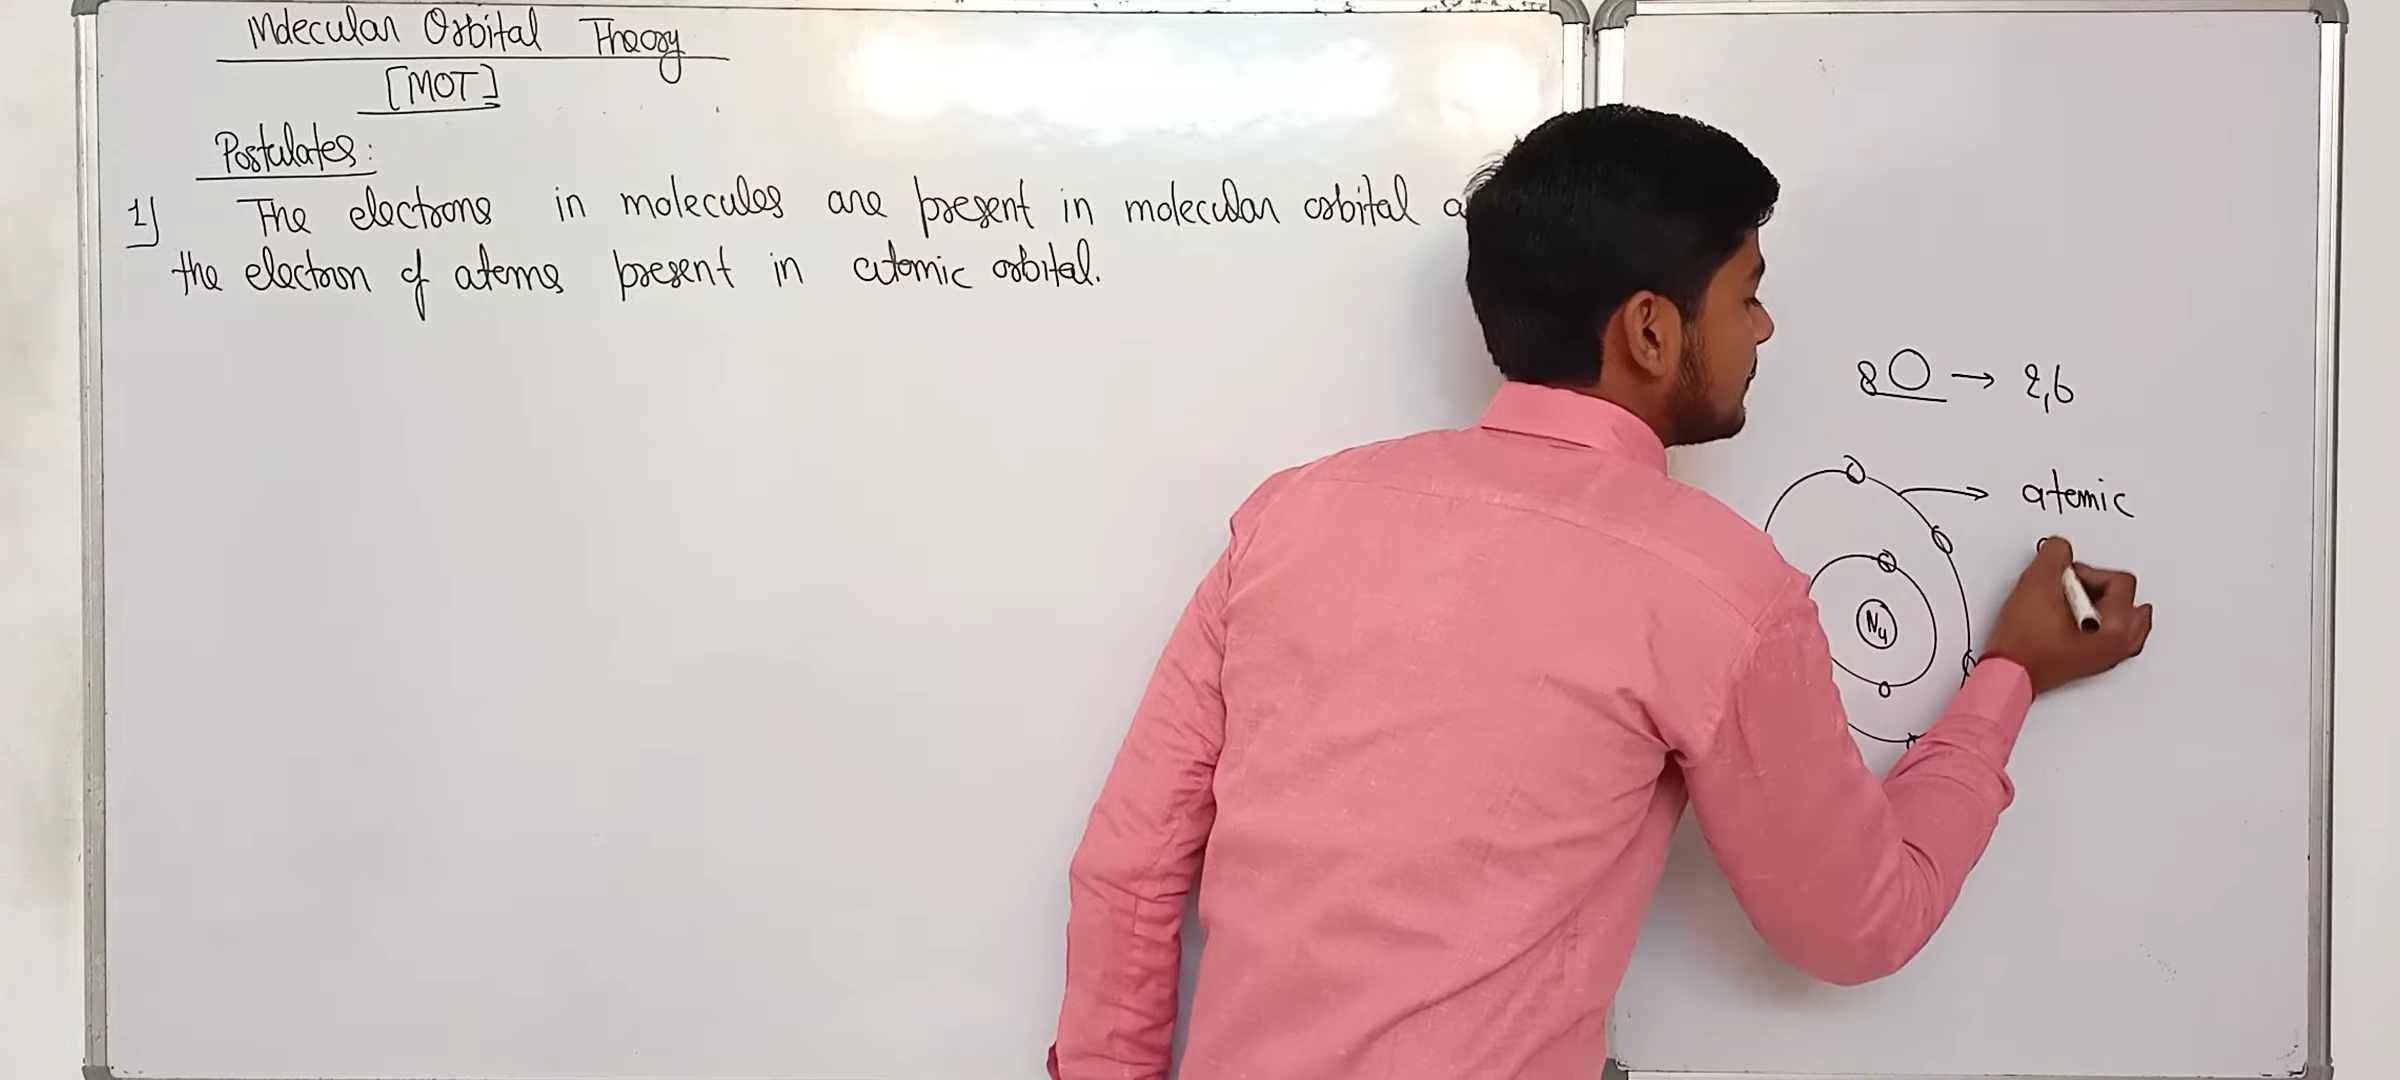 Molecular Orbital Theory
[MOT]
Postulates:
1) The electrons in molecules are present in molecular orbital
the electron of atoms present in atomic orbital.
8O → 2,6
atomic
Nu